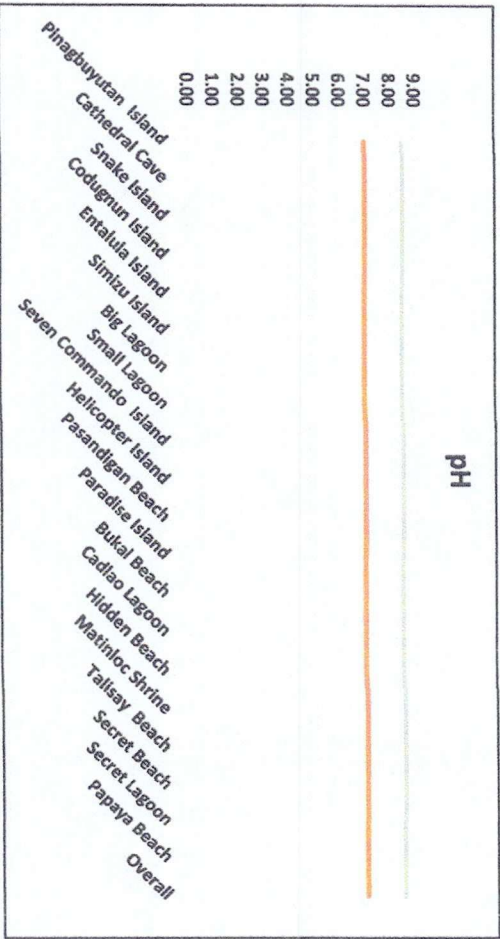 pH
9.00
8.00
7.00
6.00
5.00
4.00
3.00
2.00
1.00
0.00
Pinagbuyutan Island
Cathedral Cave
Snake Island
Codugnun Island
Entalula Island
Simizu Island
Big Lagoon
Small Lagoon
Seven Commando Island
Helicopter Island
Pasandigan Beach
Paradise Island
Bukal Beach
Cadlao Lagoon
Hidden Beach
Matinloc Shrine
Talisay Beach
Secret Beach
Secret Lagoon
Papaya Beach
Overall